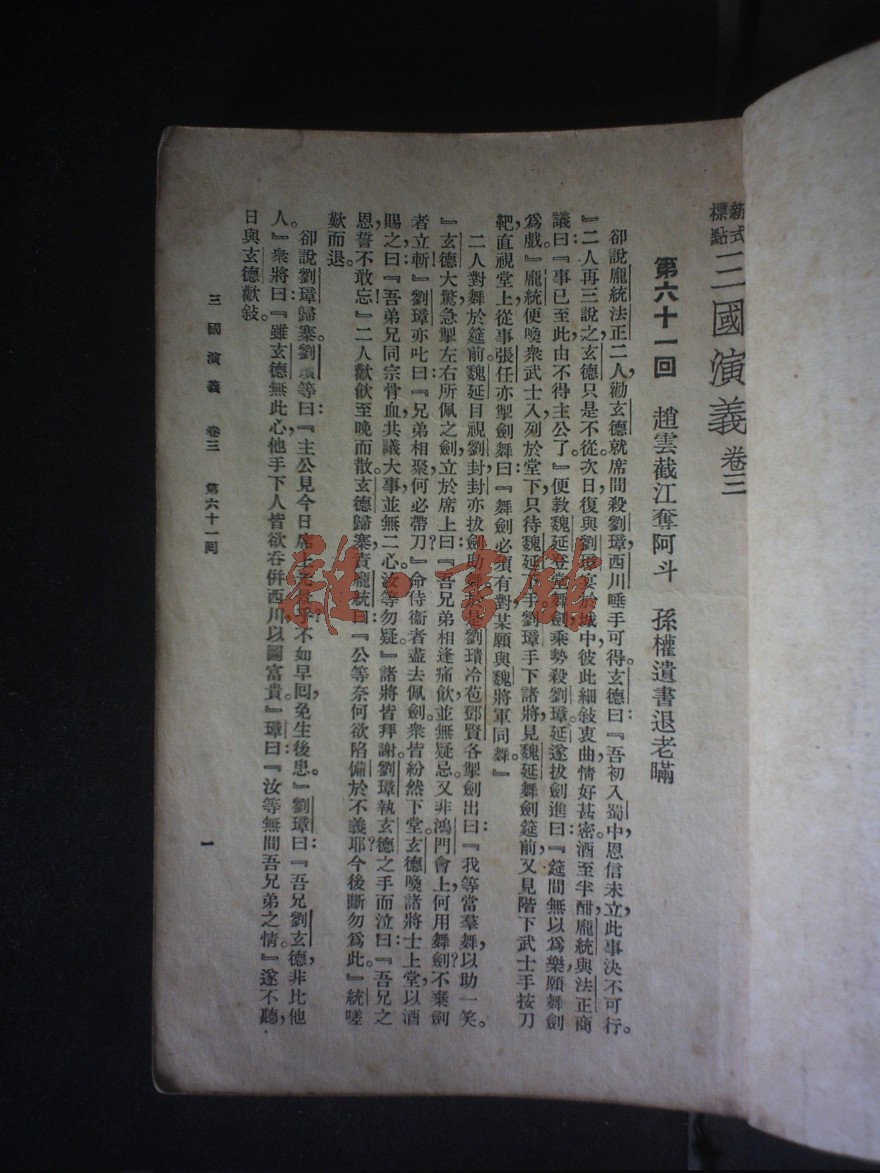 新式標點 三國演義 卷三
第六十一回 趙雲截江奪阿斗 孫權遺書退老瞞
卻說龐統法正二人勸玄德就席間殺劉璋西川唾手可得。玄德曰：『吾初入蜀中，恩信未立，此事決不可行。
』二人再三說之，玄德只是不從。次日，復與劉璋宴於城中，彼此細敍衷曲，情好甚密。酒至半酣，龐統與法正商
議曰：『事已至此，由不得主公了。』便教魏延登堂舞劍，乘勢殺劉璋。延遂拔劍進曰：『筵間無以爲樂，願舞劍
爲戲。』龐統便喚衆武士入，列於堂下，只待魏延下手。劉璋手下諸將，見魏延舞劍筵前，又見階下武士手按刀
靶，直視堂上，從事張任亦掣劍舞曰：『舞劍必須有對，某願與魏將軍同舞。』
二人對舞於筵前。魏延目視劉封，封亦拔劍助舞。於是劉璝冷苞鄧賢各掣劍出曰：『我等當羣舞，以助一笑。
』玄德大驚，急掣左右所佩之劍，立於席上曰：『吾兄弟相逢痛飲，並無疑忌。又非鴻門會上，何用舞劍？不棄劍
者立斬！』劉璋亦叱曰：『兄弟相聚，何必帶刀？』命侍衞者盡去佩劍。衆皆紛然下堂。玄德喚諸將士上堂，以酒
賜之，曰：『吾弟兄同宗骨血，共議大事，並無二心。汝等勿疑。』諸將皆拜謝。劉璋執玄德之手而泣曰：『吾兄之
恩，誓不敢忘！』二人歡飲至晚而散。玄德歸寨，責龐統曰：『公等奈何欲陷備於不義耶？今後斷勿爲此。』統嗟
歎而退。
卻說劉璋歸寨，劉璝等曰：『主公見今日席上光景乎？不如早回，免生後患。』劉璋曰：『吾兄劉玄德，非比他
人。』衆將曰：『雖玄德無此心，他手下人皆欲吞併西川，以圖富貴。』璋曰：『汝等無間吾兄弟之情。』遂不聽，
日與玄德歡敍。
三國演義 卷三 第六十一回 一